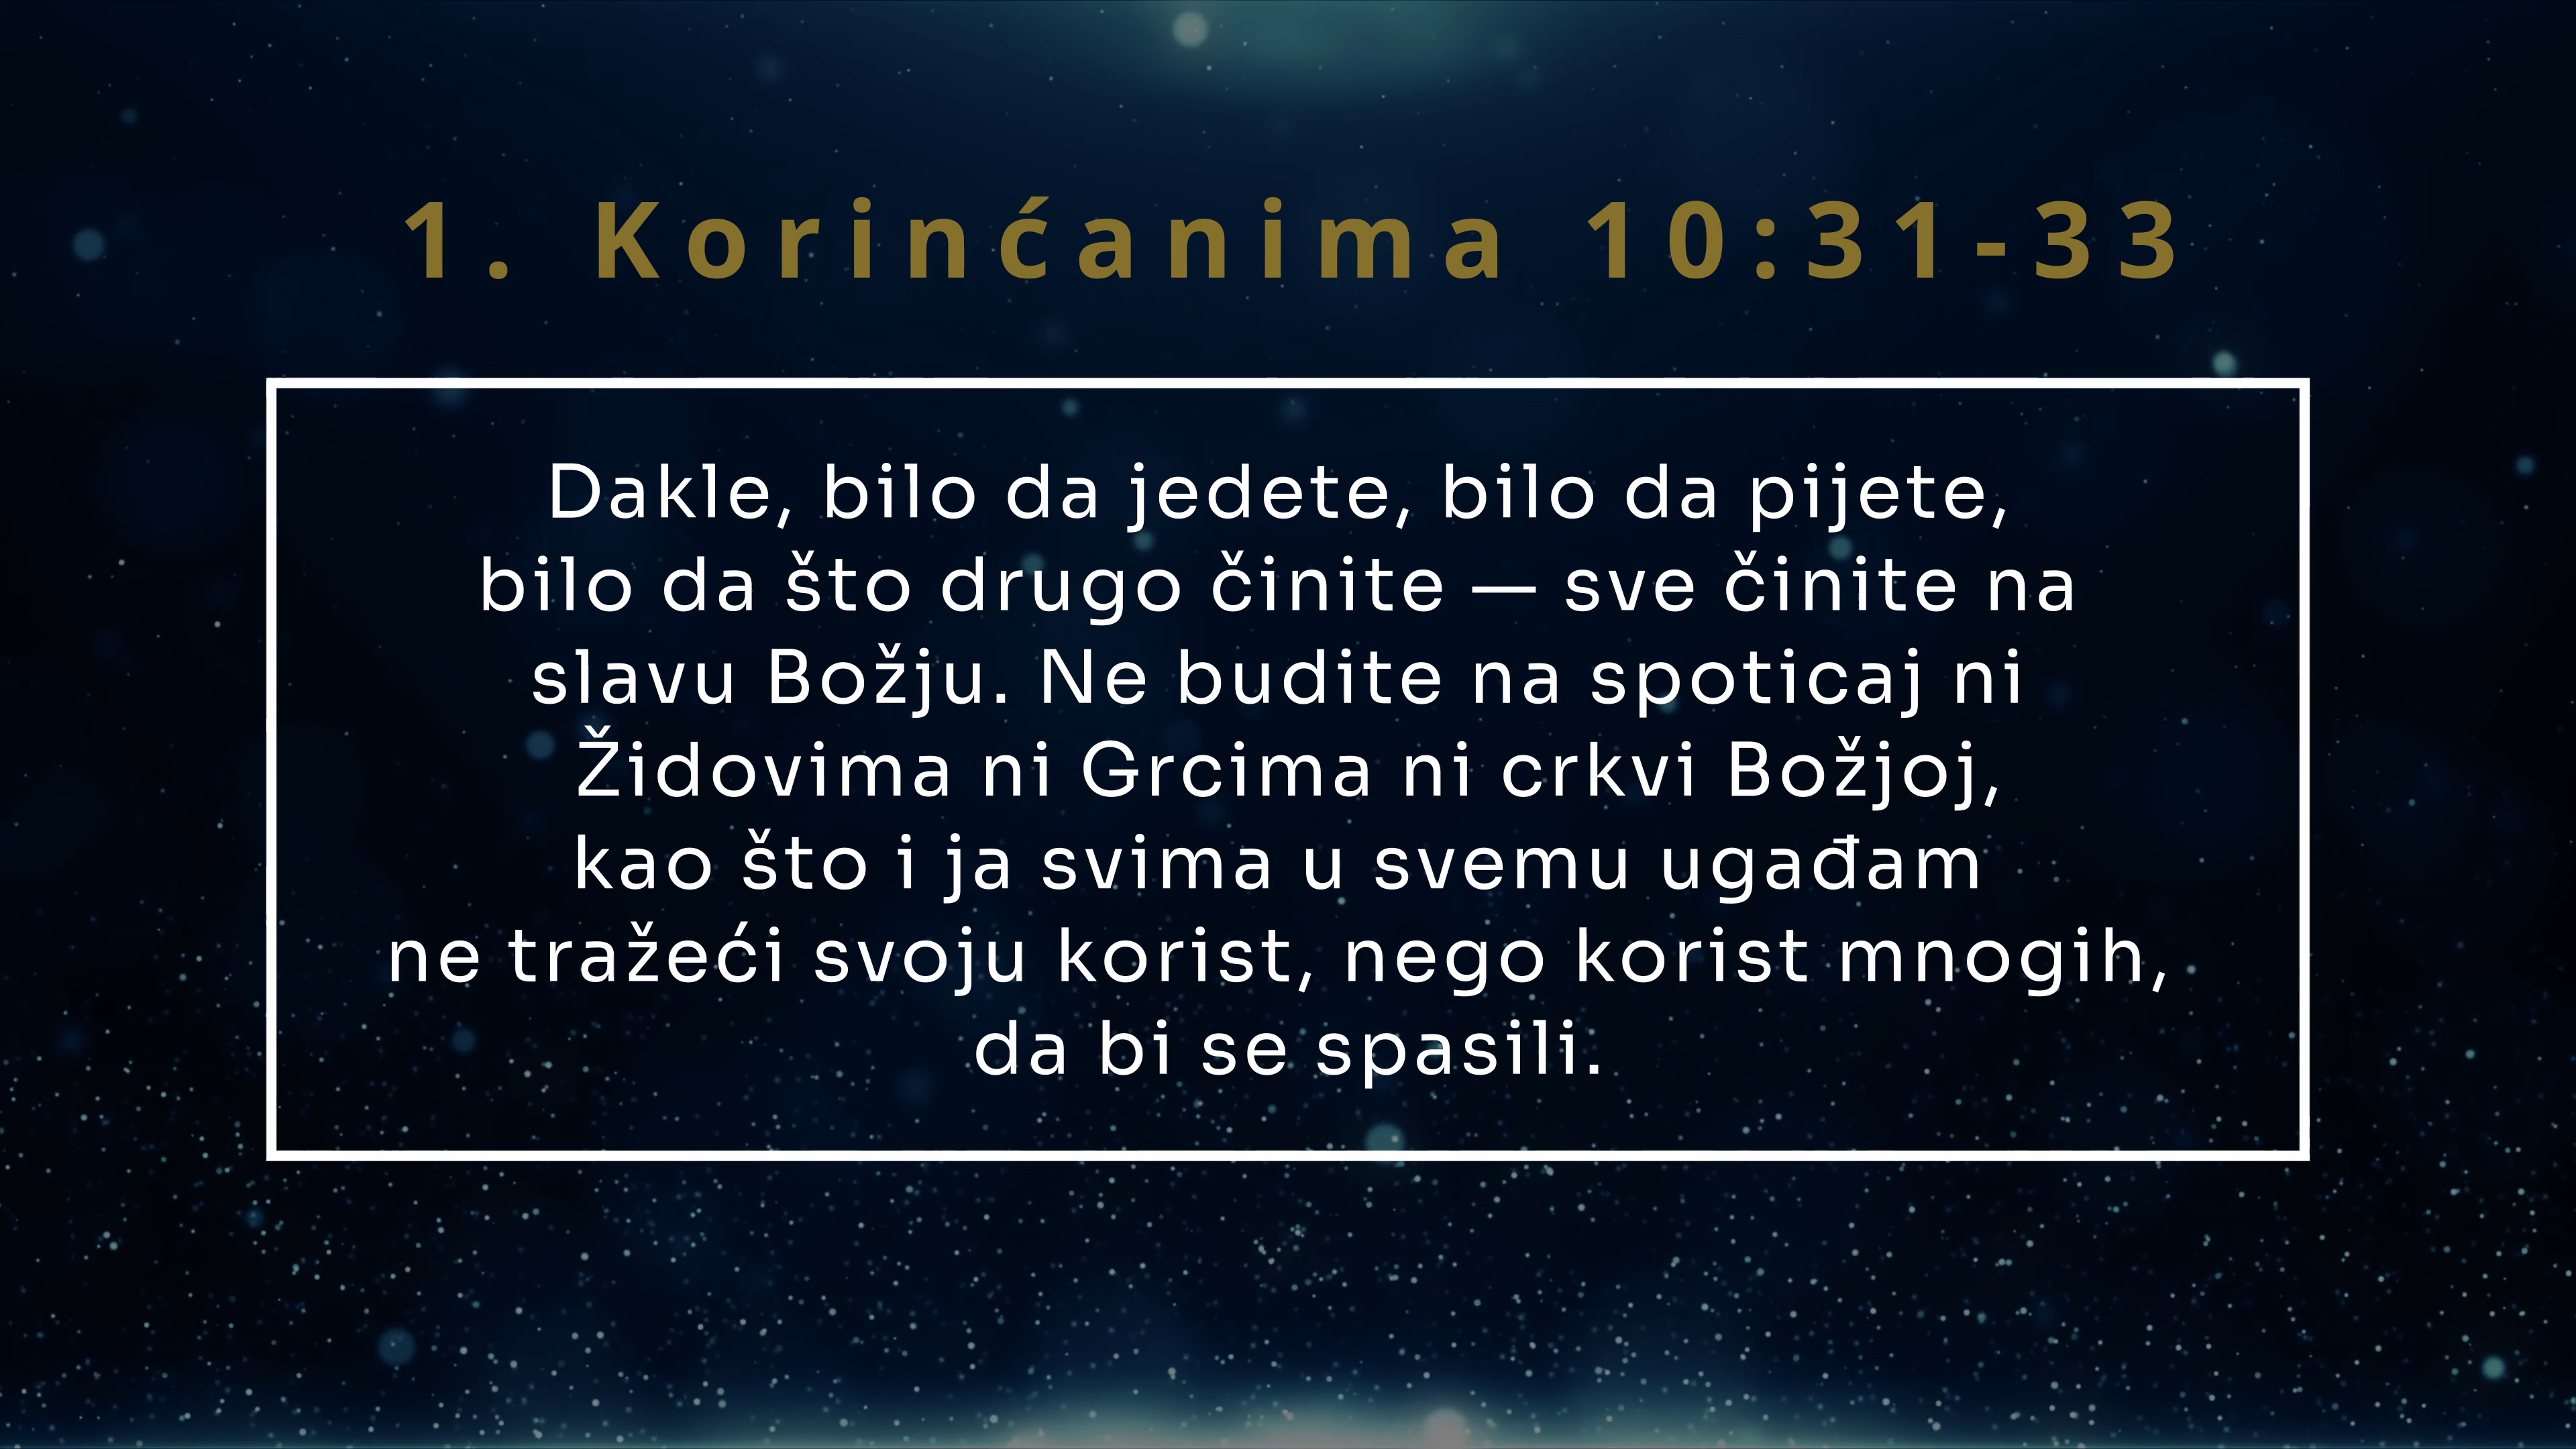 1. Korinćanima 10:31-33
Dakle, bilo da jedete, bilo da pijete,
bilo da što drugo činite — sve činite na
slavu Božju. Ne budite na spoticaj ni
Židovima ni Grcima ni crkvi Božjoj,
kao što i ja svima u svemu ugađam
ne tražeći svoju korist, nego korist mnogih,
da bi se spasili.